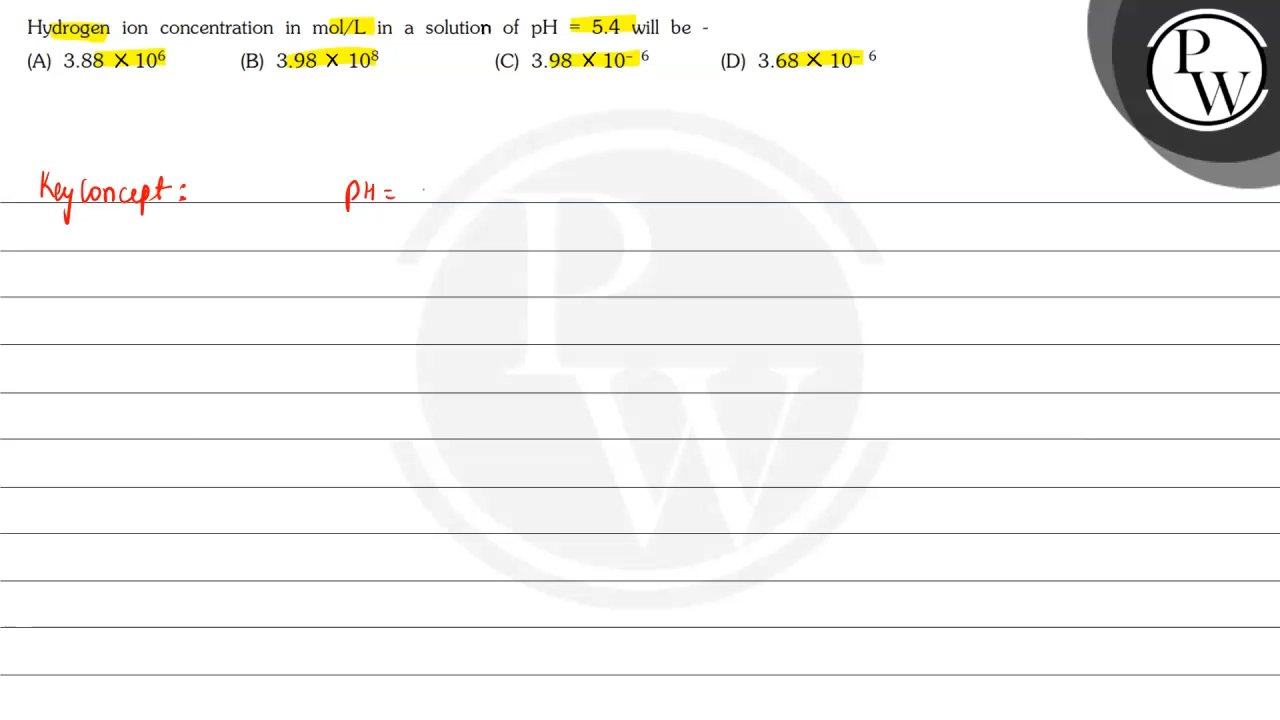 Hydrogen ion concentration in mol/L in a solution of pH = 5.4 will be -
(A) 3.88 × 10⁶ (B) 3.98 × 10⁸ (C) 3.98 × 10⁻ ⁶ (D) 3.68 × 10⁻ ⁶
PW
Key Concept : pH =
PW